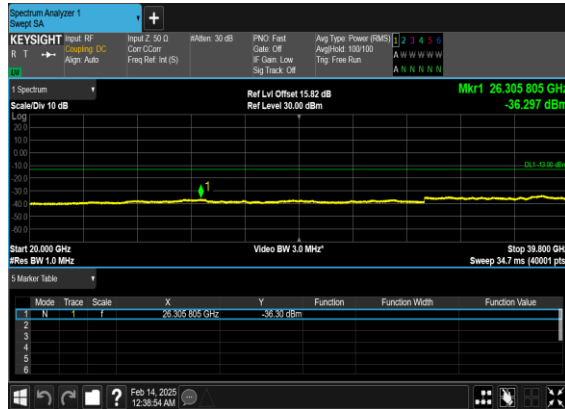 Spectrum Analyzer 1
Swept SA
+
KEYSIGHT Input: RF Input Z: 50 Ω #Atten: 30 dB PNO: Fast Avg Type: Power (RMS) 1 2 3 4 5 6
R T Coupling: DC Corr CCorr Gate: Off Avg|Hold: 100/100 A W W W W W
Align: Auto Freq Ref: Int (S) IF Gain: Low Trig: Free Run
Sig Track: Off A N N N N N
1 Spectrum Ref Lvl Offset 15.82 dB Mkr1 26.305 805 GHz
Scale/Div 10 dB Ref Level 30.00 dBm -36.297 dBm
Log
20.0
10.0
0.00
-10.0 DL1 -13.00 dBm
-20.0
-30.0 1
-40.0
-50.0
-60.0
Start 20.000 GHz Video BW 3.0 MHz* Stop 39.800 GHz
#Res BW 1.0 MHz Sweep 34.7 ms (40001 pts)
5 Marker Table
Mode Trace Scale X Y Function Function Width Function Value
1 N 1 f 26.305 805 GHz -36.30 dBm
2
3
4
5
6
? Feb 14, 2025
12:38:54 AM